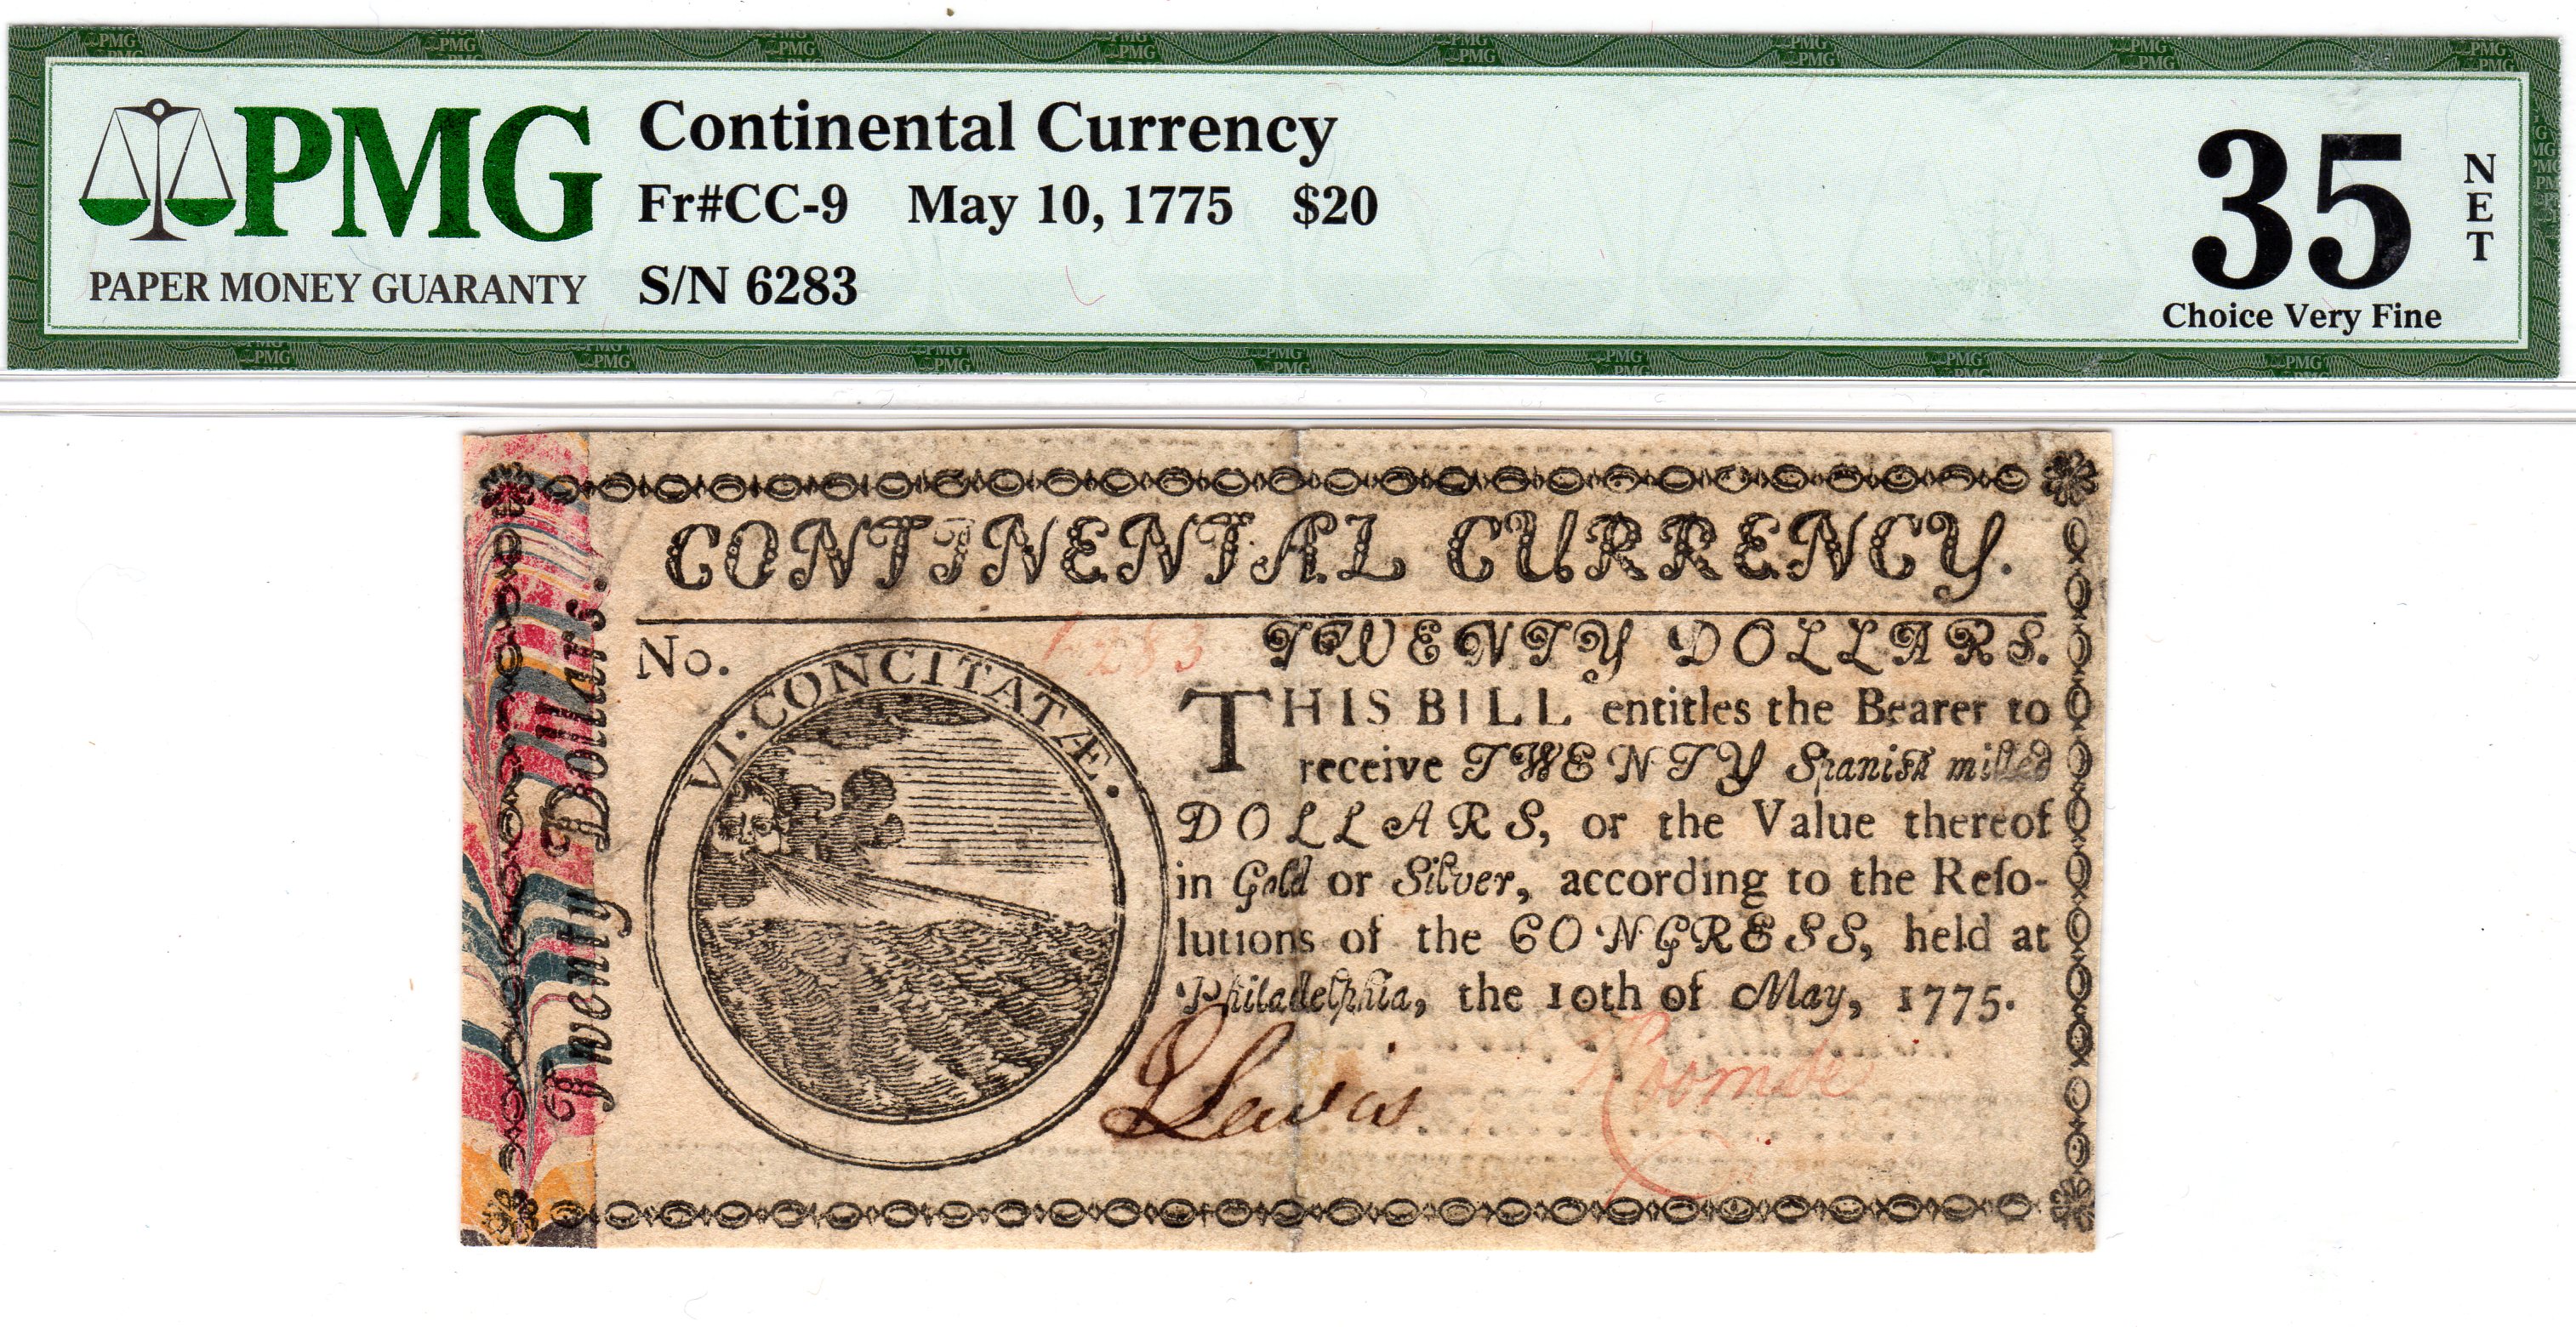 PMG
PAPER MONEY GUARANTY
Continental Currency
Fr#CC-9 May 10, 1775 $20
S/N 6283
35
NET
Choice Very Fine
CONTINENTAL CURRENCY.
Twenty Dollars.
No. 6283
TWENTY DOLLARS.
VI·CONCITATÆ·
THIS BILL entitles the Bearer to
receive TWENTY Spanish milled
DOLLARS, or the Value thereof
in Gold or Silver, according to the Reſo-
lutions of the CONGRESS, held at
Philadelphia, the 10th of May, 1775.
Lewis